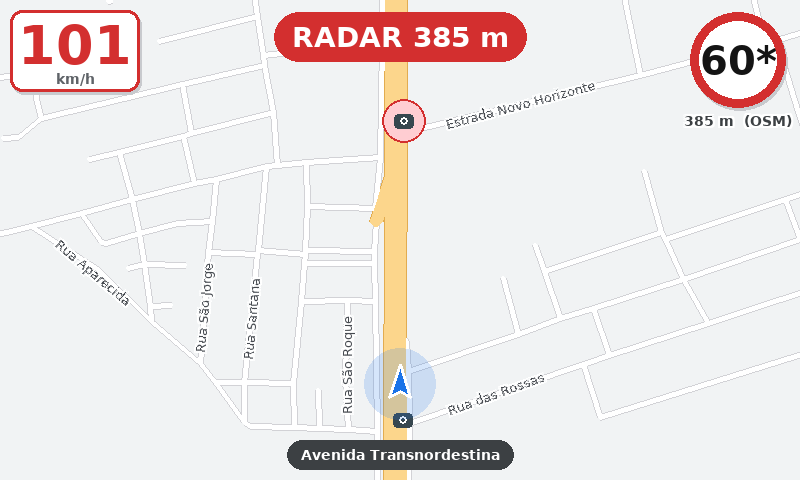 101
km/h
RADAR 385 m
60*
385 m (OSM)
Estrada Novo Horizonte
Rua Aparecida
Rua São Jorge
Rua Santana
Rua São Roque
Rua das Rossas
Avenida Transnordestina